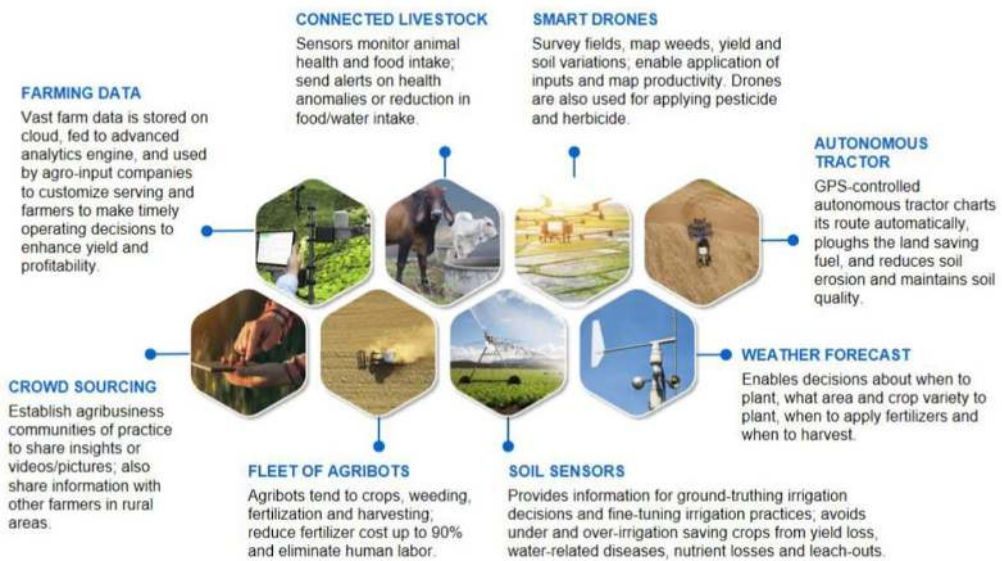 CONNECTED LIVESTOCK
Sensors monitor animal
health and food intake;
send alerts on health
anomalies or reduction in
food/water intake.
SMART DRONES
Survey fields, map weeds, yield and
soil variations; enable application of
inputs and map productivity. Drones
are also used for applying pesticide
and herbicide.
FARMING DATA
Vast farm data is stored on
cloud, fed to advanced
analytics engine, and used
by agro-input companies
to customize serving and
farmers to make timely
operating decisions to
enhance yield and
profitability.
AUTONOMOUS
TRACTOR
GPS-controlled
autonomous tractor charts
its route automatically,
ploughs the land saving
fuel, and reduces soil
erosion and maintains soil
quality.
CROWD SOURCING
Establish agribusiness
communities of practice
to share insights or
videos/pictures; also
share information with
other farmers in rural
areas.
FLEET OF AGRIBOTS
Agribots tend to crops, weeding,
fertilization and harvesting;
reduce fertilizer cost up to 90%
and eliminate human labor.
SOIL SENSORS
Provides information for ground-truthing irrigation
decisions and fine-tuning irrigation practices; avoids
under and over-irrigation saving crops from yield loss,
water-related diseases, nutrient losses and leach-outs.
WEATHER FORECAST
Enables decisions about when to
plant, what area and crop variety to
plant, when to apply fertilizers and
when to harvest.